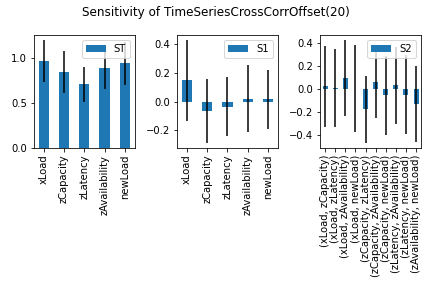 Sensitivity of TimeSeriesCrossCorrOffset(20)
ST
1.0
0.5
0.0
xLoad
zCapacity
zLatency
zAvailability
newLoad
S1
0.4
0.2
0.0
−0.2
xLoad
zCapacity
zLatency
zAvailability
newLoad
S2
0.4
0.2
0.0
−0.2
−0.4
(xLoad, zCapacity)
(xLoad, zLatency)
(xLoad, zAvailability)
(xLoad, newLoad)
(zCapacity, zLatency)
(zCapacity, zAvailability)
(zCapacity, newLoad)
(zLatency, zAvailability)
(zLatency, newLoad)
(zAvailability, newLoad)